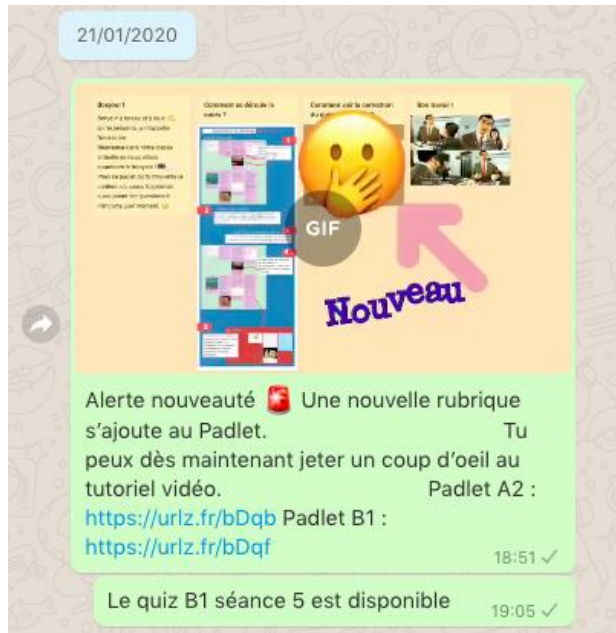 21/01/2020
Bonjour !
Comment se déroule le
cours ?
Comment voir la correction
Bon travail !
GIF
Nouveau
Alerte nouveauté 🚨 Une nouvelle rubrique
s'ajoute au Padlet. Tu
peux dès maintenant jeter un coup d'oeil au
tutoriel vidéo. Padlet A2 :
https://urlz.fr/bDqb Padlet B1 :
https://urlz.fr/bDqf
18:51
Le quiz B1 séance 5 est disponible
19:05